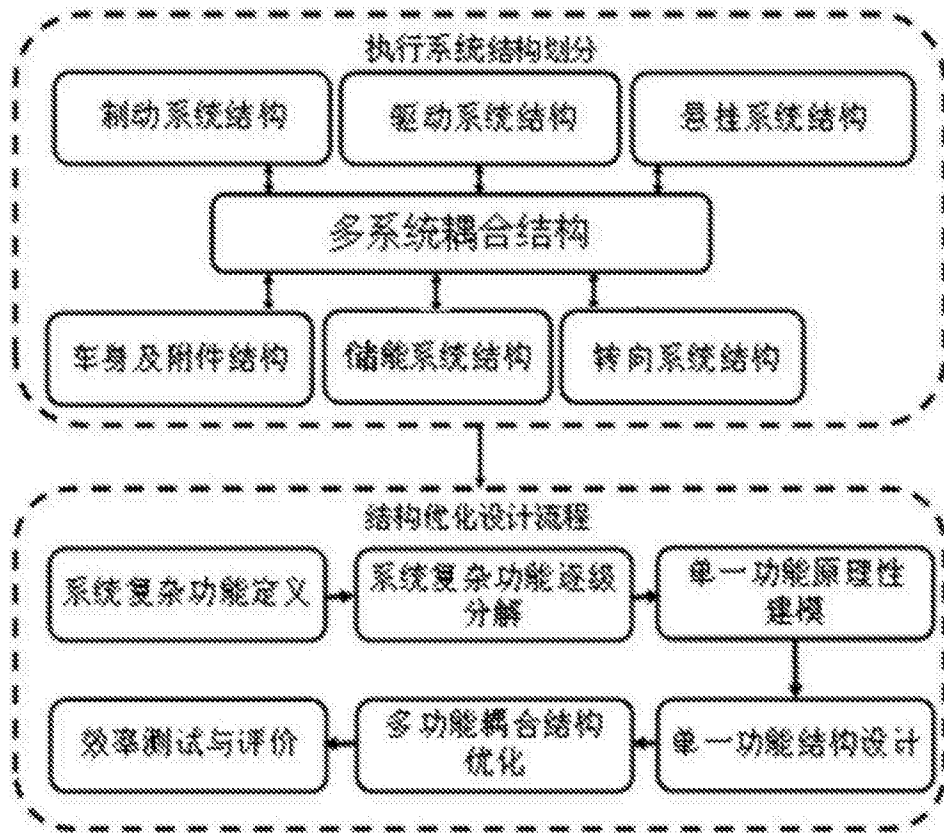 执行系统结构划分
制动系统结构
驱动系统结构
悬挂系统结构
多系统耦合结构
车身及附件结构
储能系统结构
转向系统结构
结构优化设计流程
系统复杂功能定义
系统复杂功能逐级
分解
单一功能原理性
建模
效率测试与评价
多功能耦合结构
优化
单一功能结构设计